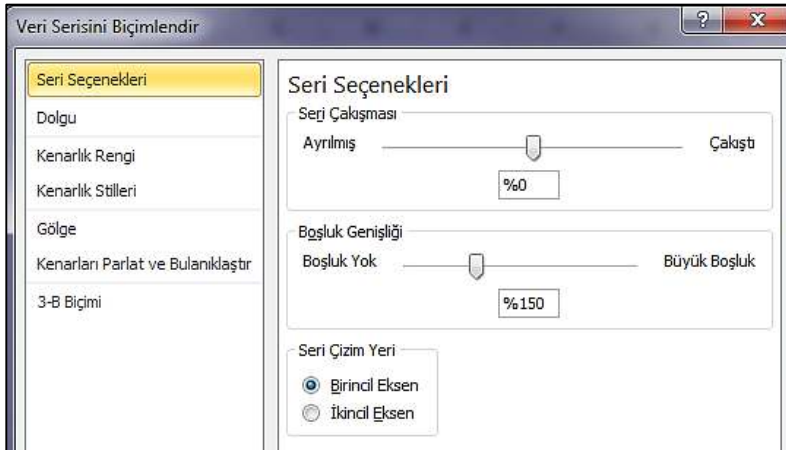 Veri Serisini Biçimlendir
Seri Seçenekleri
Dolgu
Kenarlık Rengi
Kenarlık Stilleri
Gölge
Kenarları Parlat ve Bulanıklaştır
3-B Biçimi
Seri Seçenekleri
Seri Çakışması
Ayrılmış Çakıştı
%0
Boşluk Genişliği
Boşluk Yok Büyük Boşluk
%150
Seri Çizim Yeri
Birincil Eksen
İkincil Eksen